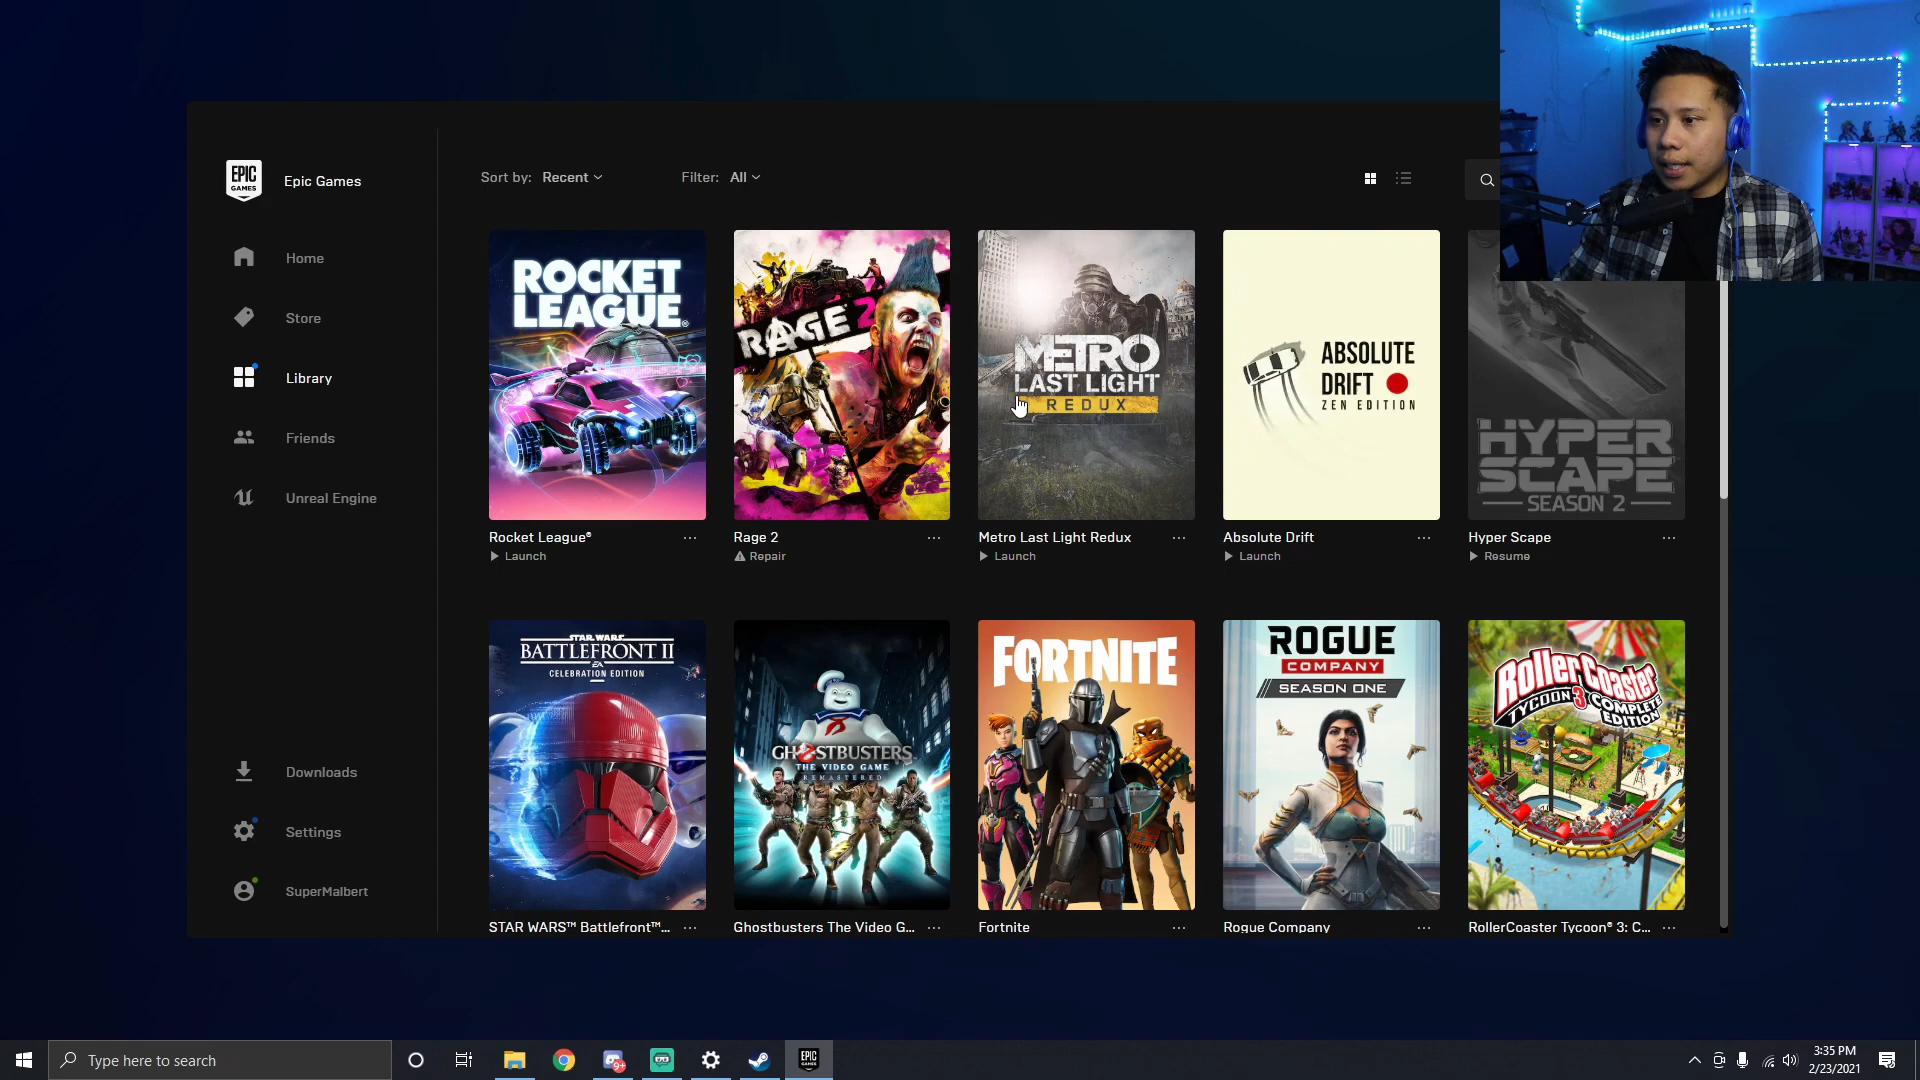 EPIC GAMES
Epic Games
Home
Store
Library
Friends
Unreal Engine
Downloads
Settings
SuperMalbert
Sort by: Recent
Filter: All
ROCKET
LEAGUE®
RAGE 2
METRO
LAST LIGHT
REDUX
ABSOLUTE
DRIFT
ZEN EDITION
HYPER
SCAPE
SEASON 2
Rocket League® ...
Launch
Rage 2 ...
Repair
Metro Last Light Redux ...
Launch
Absolute Drift ...
Launch
Hyper Scape ...
Resume
STAR WARS
BATTLEFRONT II
EA
CELEBRATION EDITION
GHOSTBUSTERS
THE VIDEO GAME
REMASTERED
FORTNITE
ROGUE
COMPANY
SEASON ONE
RollerCoaster
TYCOON 3 COMPLETE
EDITION
STAR WARS™ Battlefront™... ...
Ghostbusters The Video G... ...
Fortnite ...
Rogue Company ...
RollerCoaster Tycoon® 3: C... ...
Type here to search
9+
EPIC GAMES
3:35 PM
2/23/2021